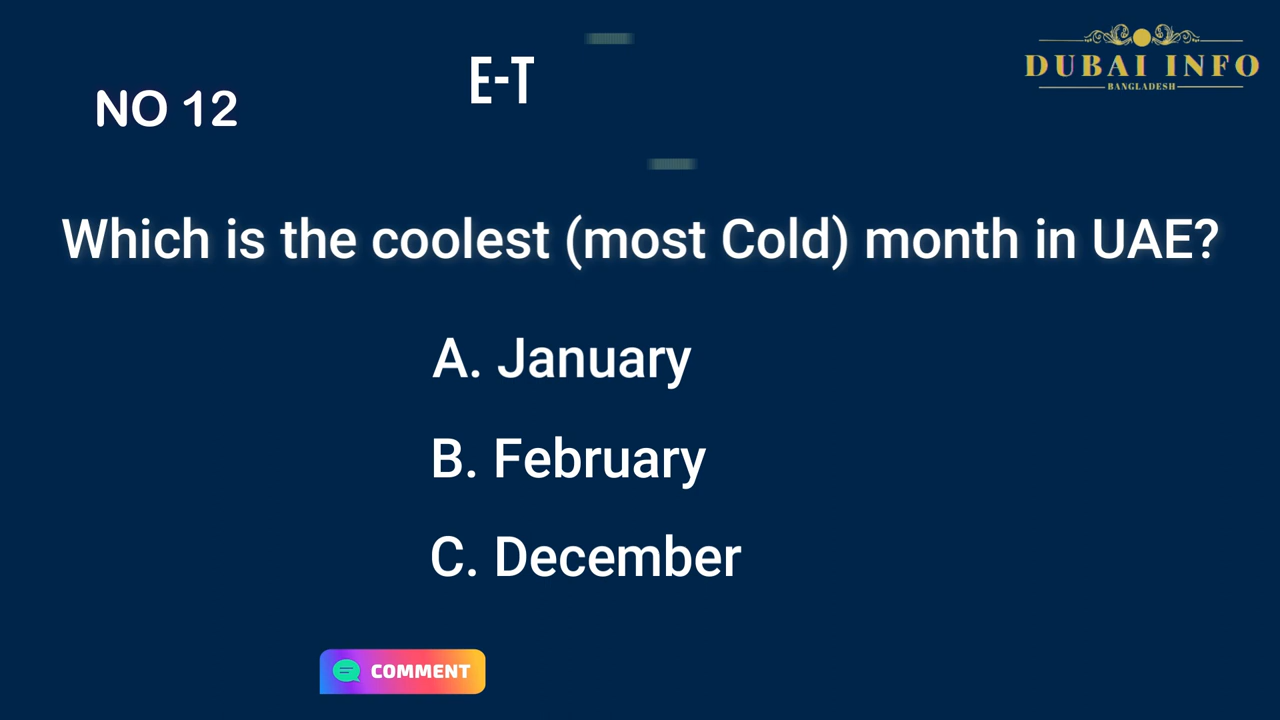 E-T
DUBAI INFO
BANGLADESH
NO 12
Which is the coolest (most Cold) month in UAE?
A. January
B. February
C. December
COMMENT